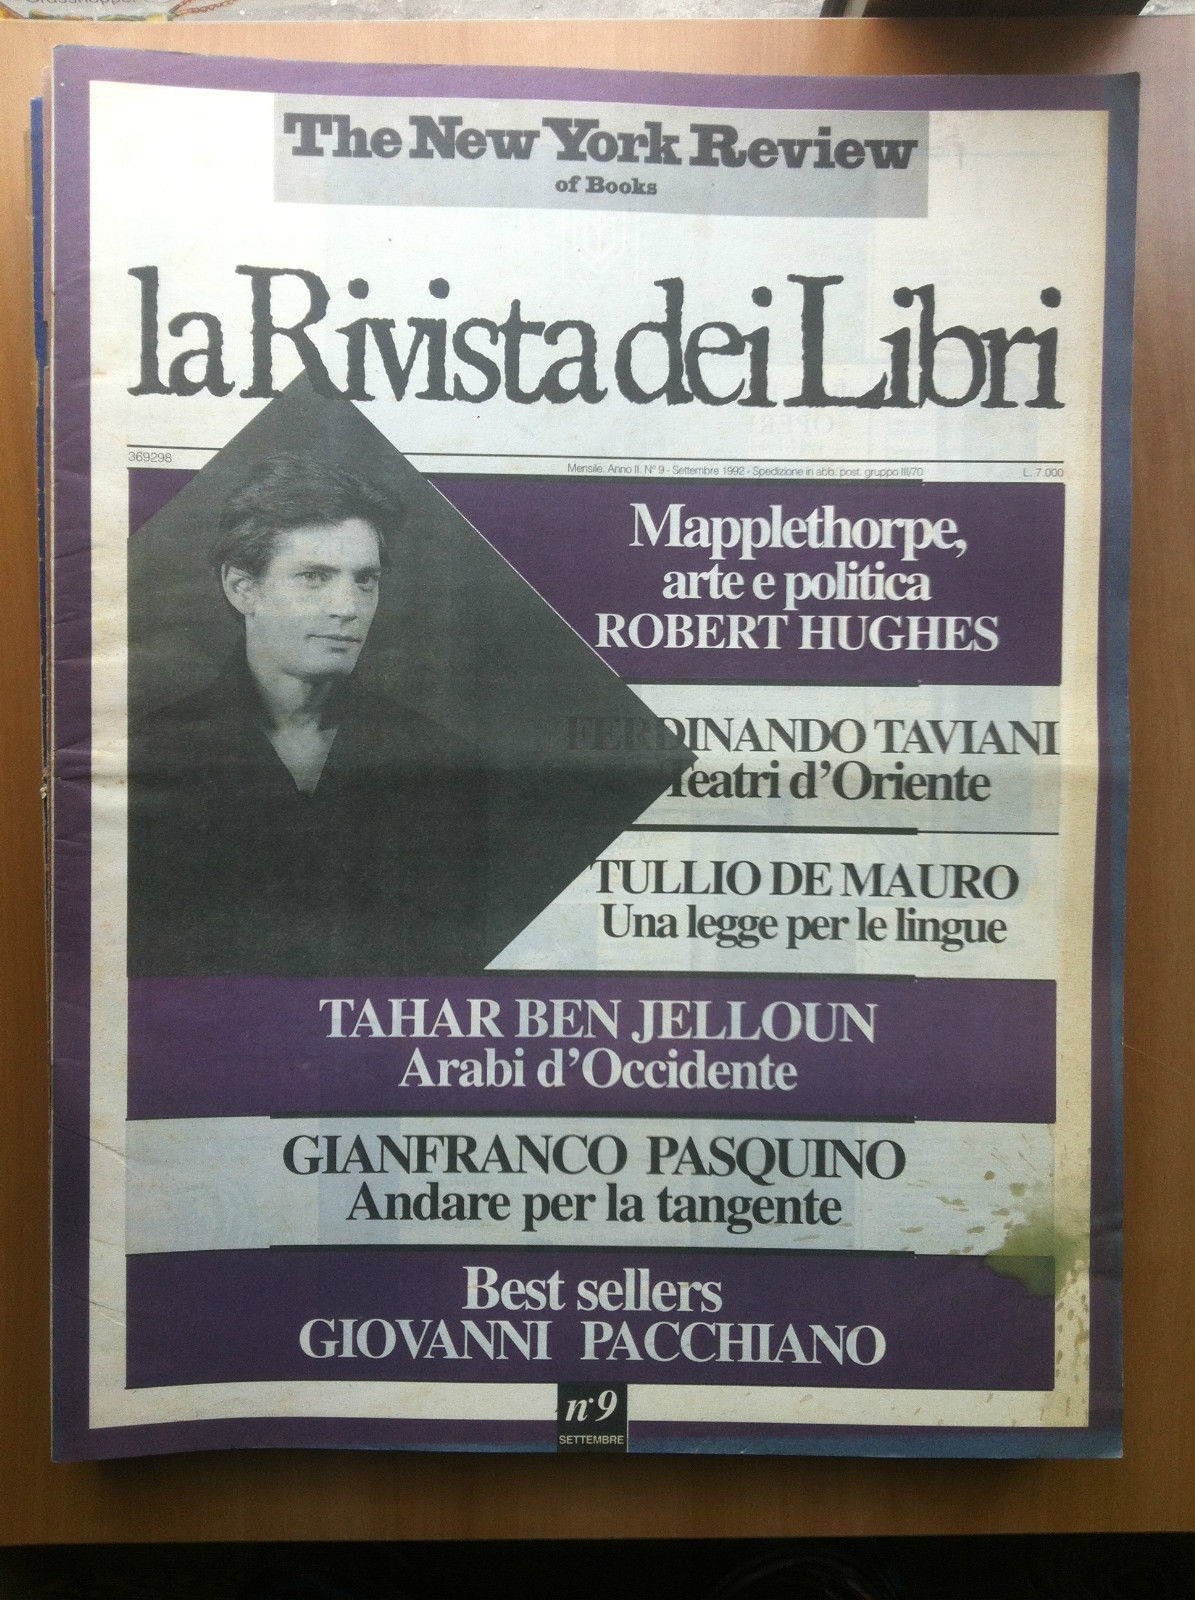 Grasshopper
The New York Review
of Books
la Rivista dei Libri
369298
Mensile. Anno II. N° 9 - Settembre 1992 - Spedizione in abb. post. gruppo III/70
L. 7.000
Mapplethorpe,
arte e politica
ROBERT HUGHES
FERDINANDO TAVIANI
Teatri d'Oriente
TULLIO DE MAURO
Una legge per le lingue
TAHAR BEN JELLOUN
Arabi d'Occidente
GIANFRANCO PASQUINO
Andare per la tangente
Best sellers
GIOVANNI PACCHIANO
n°9
SETTEMBRE